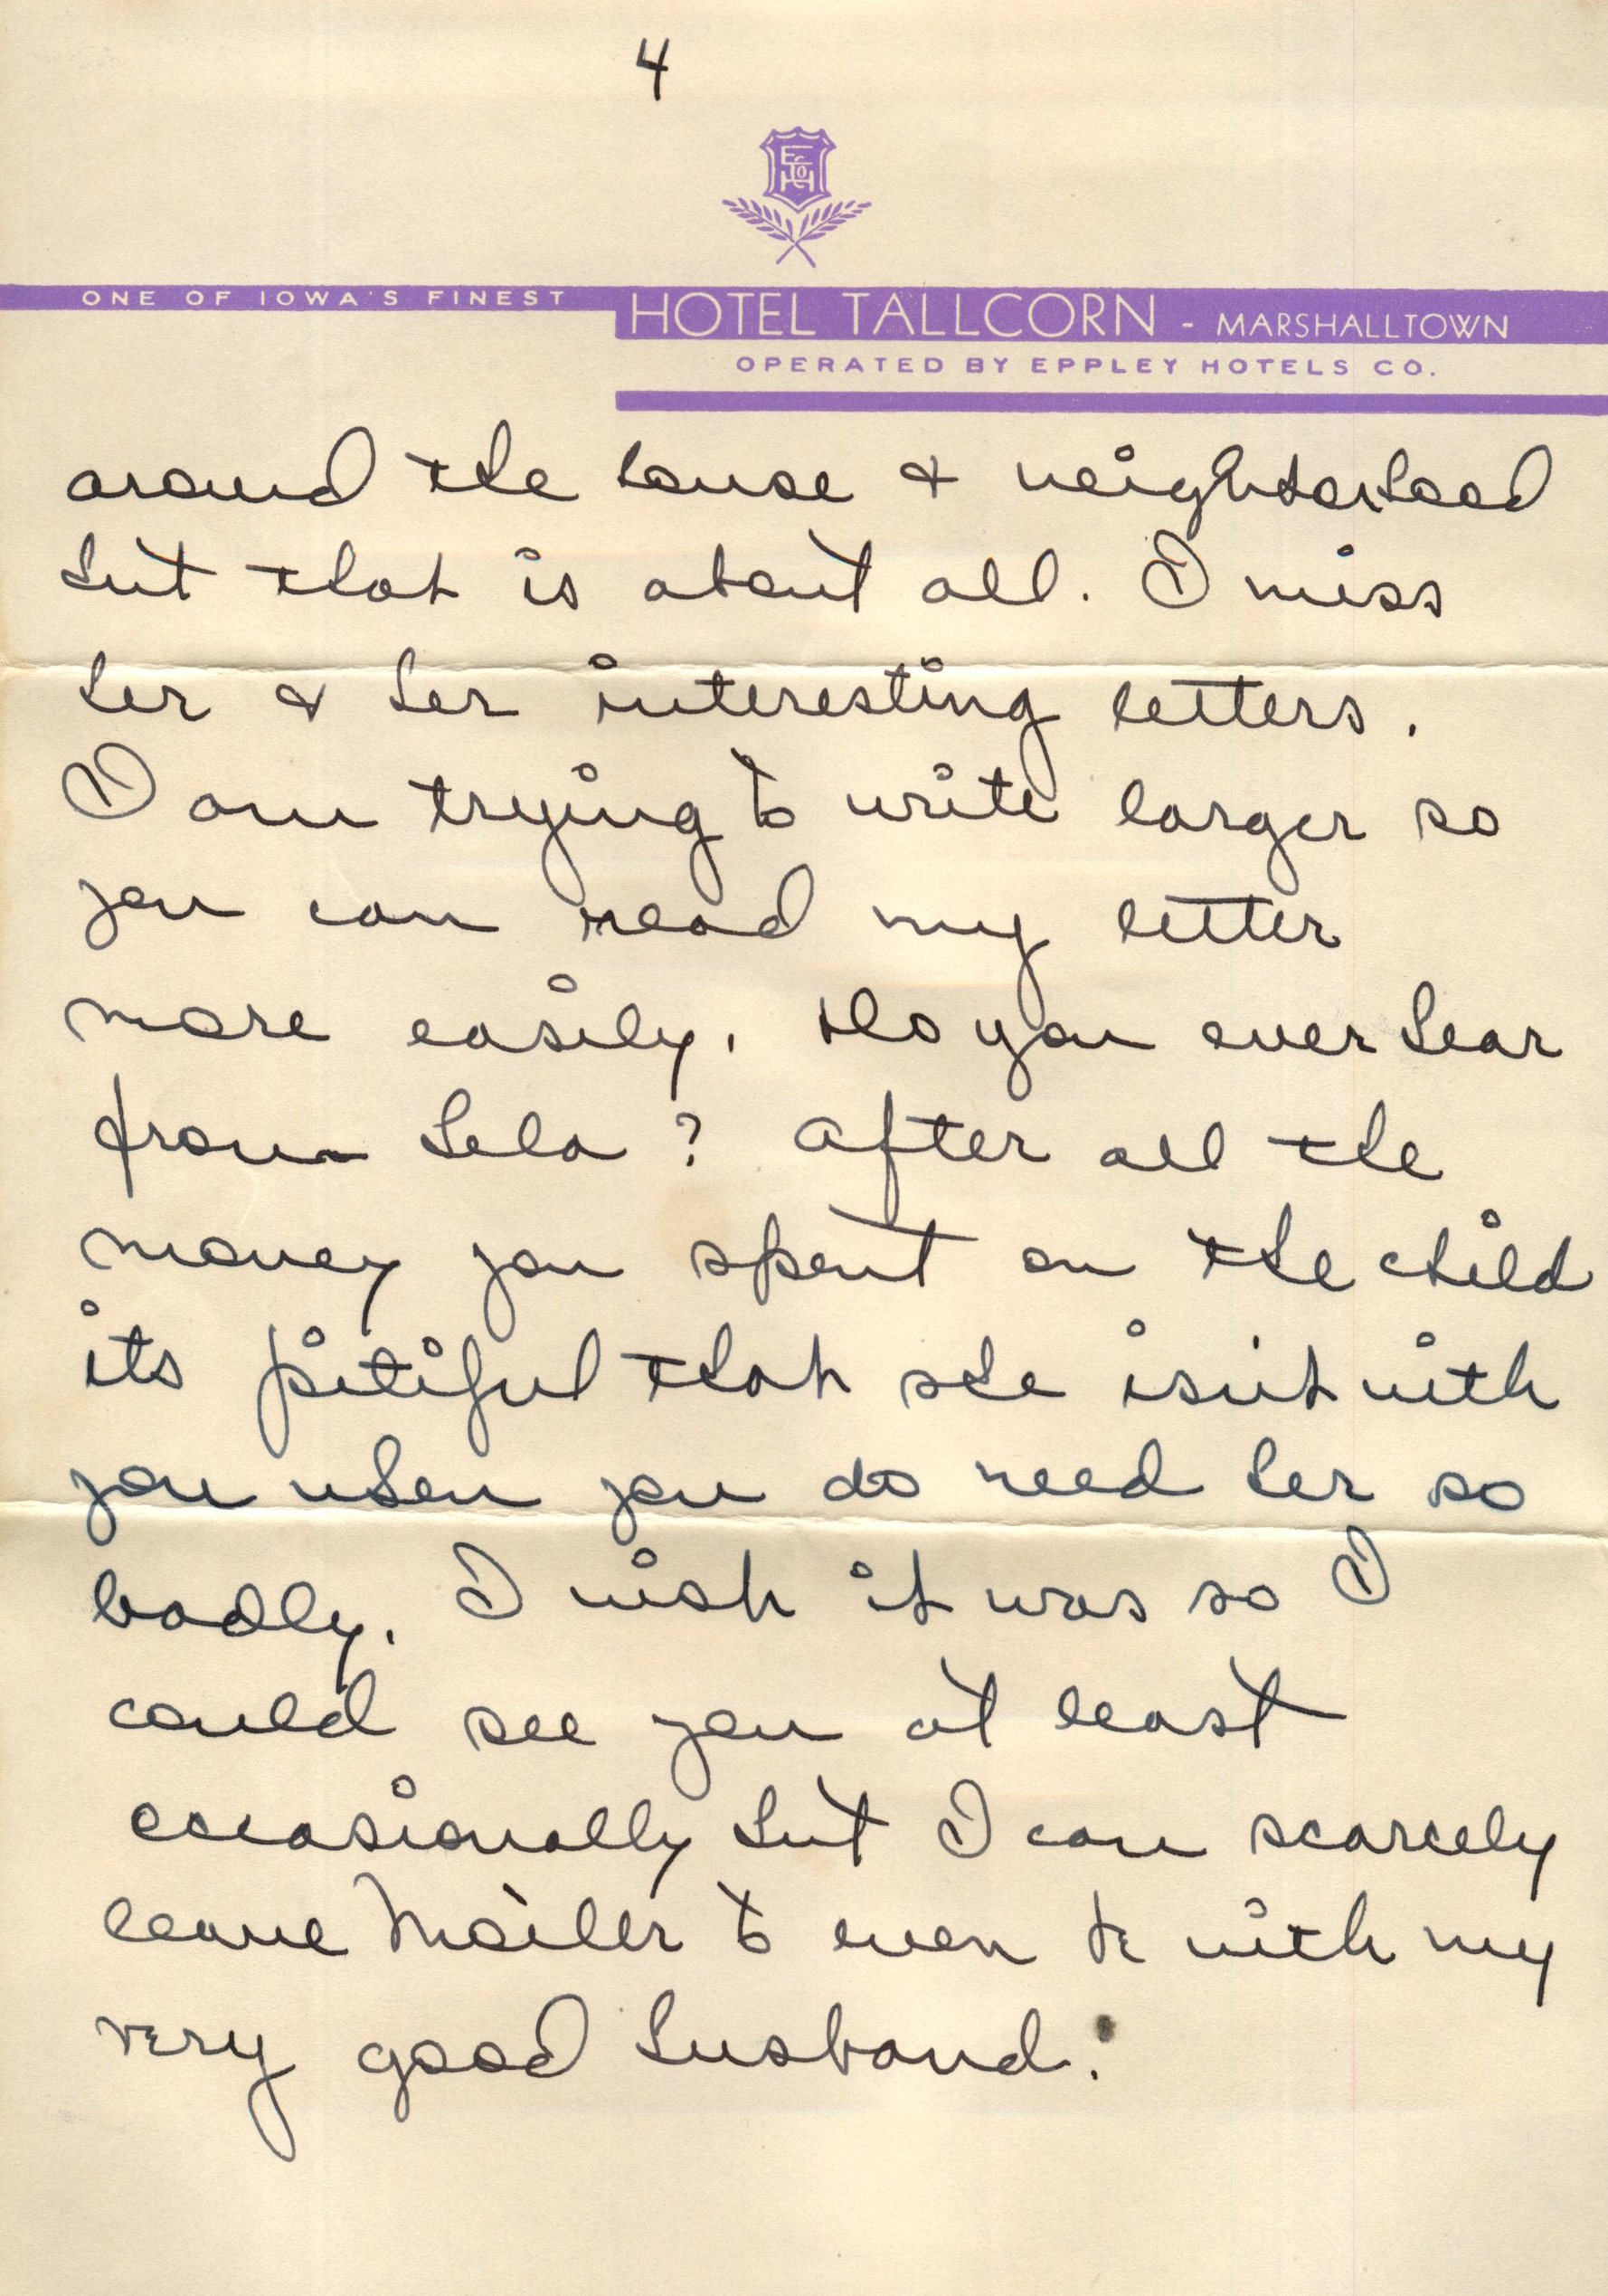 4
ECoH
ONE OF IOWA'S FINEST
HOTEL TALLCORN - MARSHALLTOWN
OPERATED BY EPPLEY HOTELS CO.
around the house & neighborhood
but that is about all. I miss
her & her interesting letters.
I am trying to write larger so
you can read my letter
more easily. Do you ever hear
from Lela? After all the
money you spent on the child
its pitiful that she isn't with
you when you do need her so
badly. I wish it was so I
could see you at least
occasionally but I can scarcely
leave Mother to even be with my
very good husband.